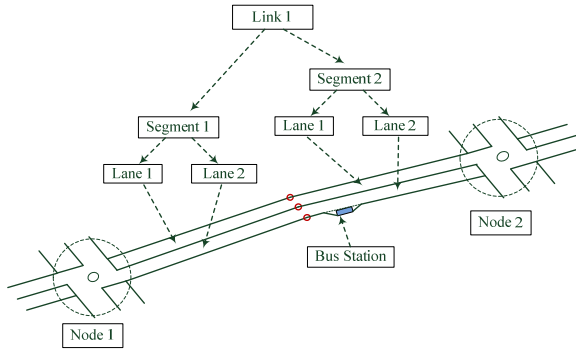 Link 1
Segment 2
Segment 1
Lane 1
Lane 2
Lane 1
Lane 2
Node 2
Bus Station
Node 1